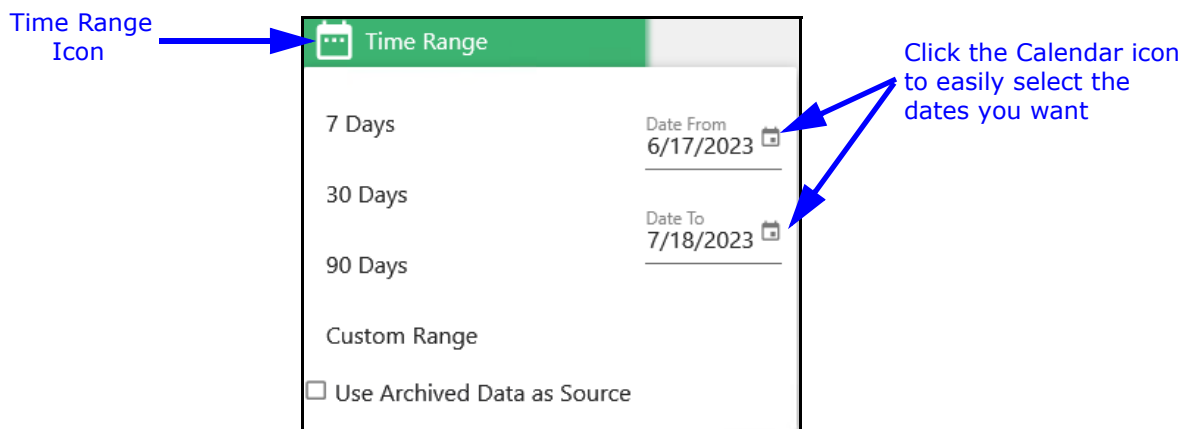 Time Range
Icon
Time Range
Click the Calendar icon
to easily select the
dates you want
7 Days
Date From
6/17/2023
30 Days
Date To
7/18/2023
90 Days
Custom Range
Use Archived Data as Source